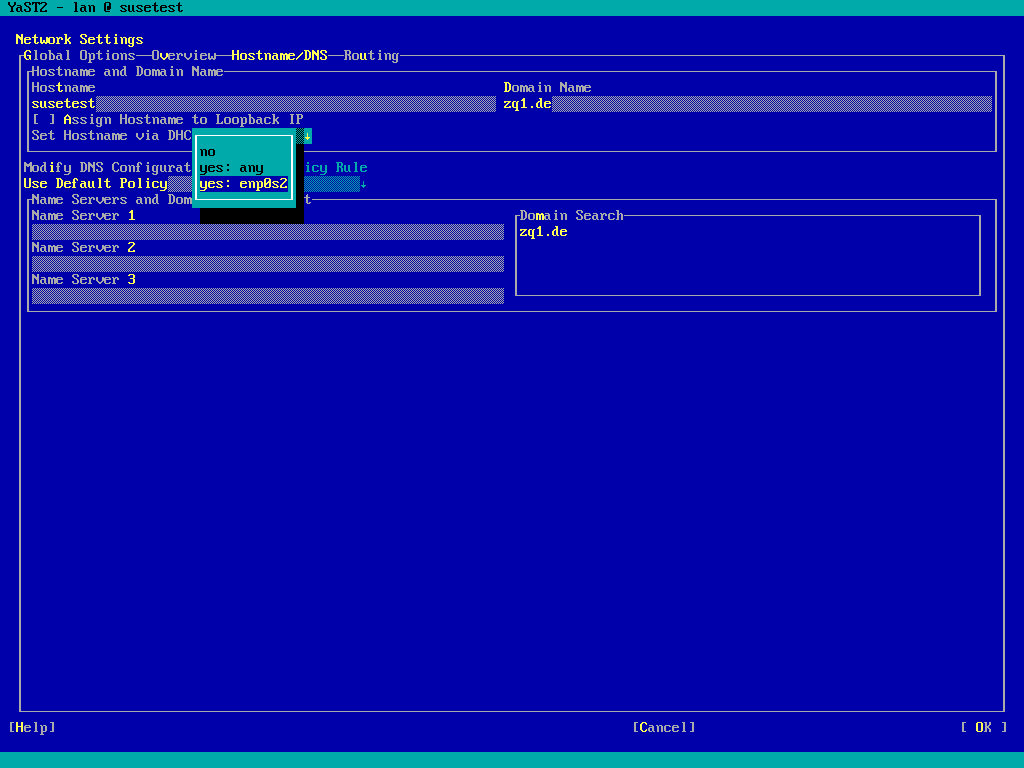 YaST2 - lan @ susetest
Network Settings
Global Options Overview Hostname/DNS Routing
Hostname and Domain Name
Hostname Domain Name
susetest zq1.de
[ ] Assign Hostname to Loopback IP
Set Hostname via DHC ↓
no
Modify DNS Configurat yes: any icy Rule
Use Default Policy yes: enp0s2 ↓
Name Servers and Dom t
Name Server 1 Domain Search
zq1.de
Name Server 2
Name Server 3
[Help] [Cancel] [ OK ]